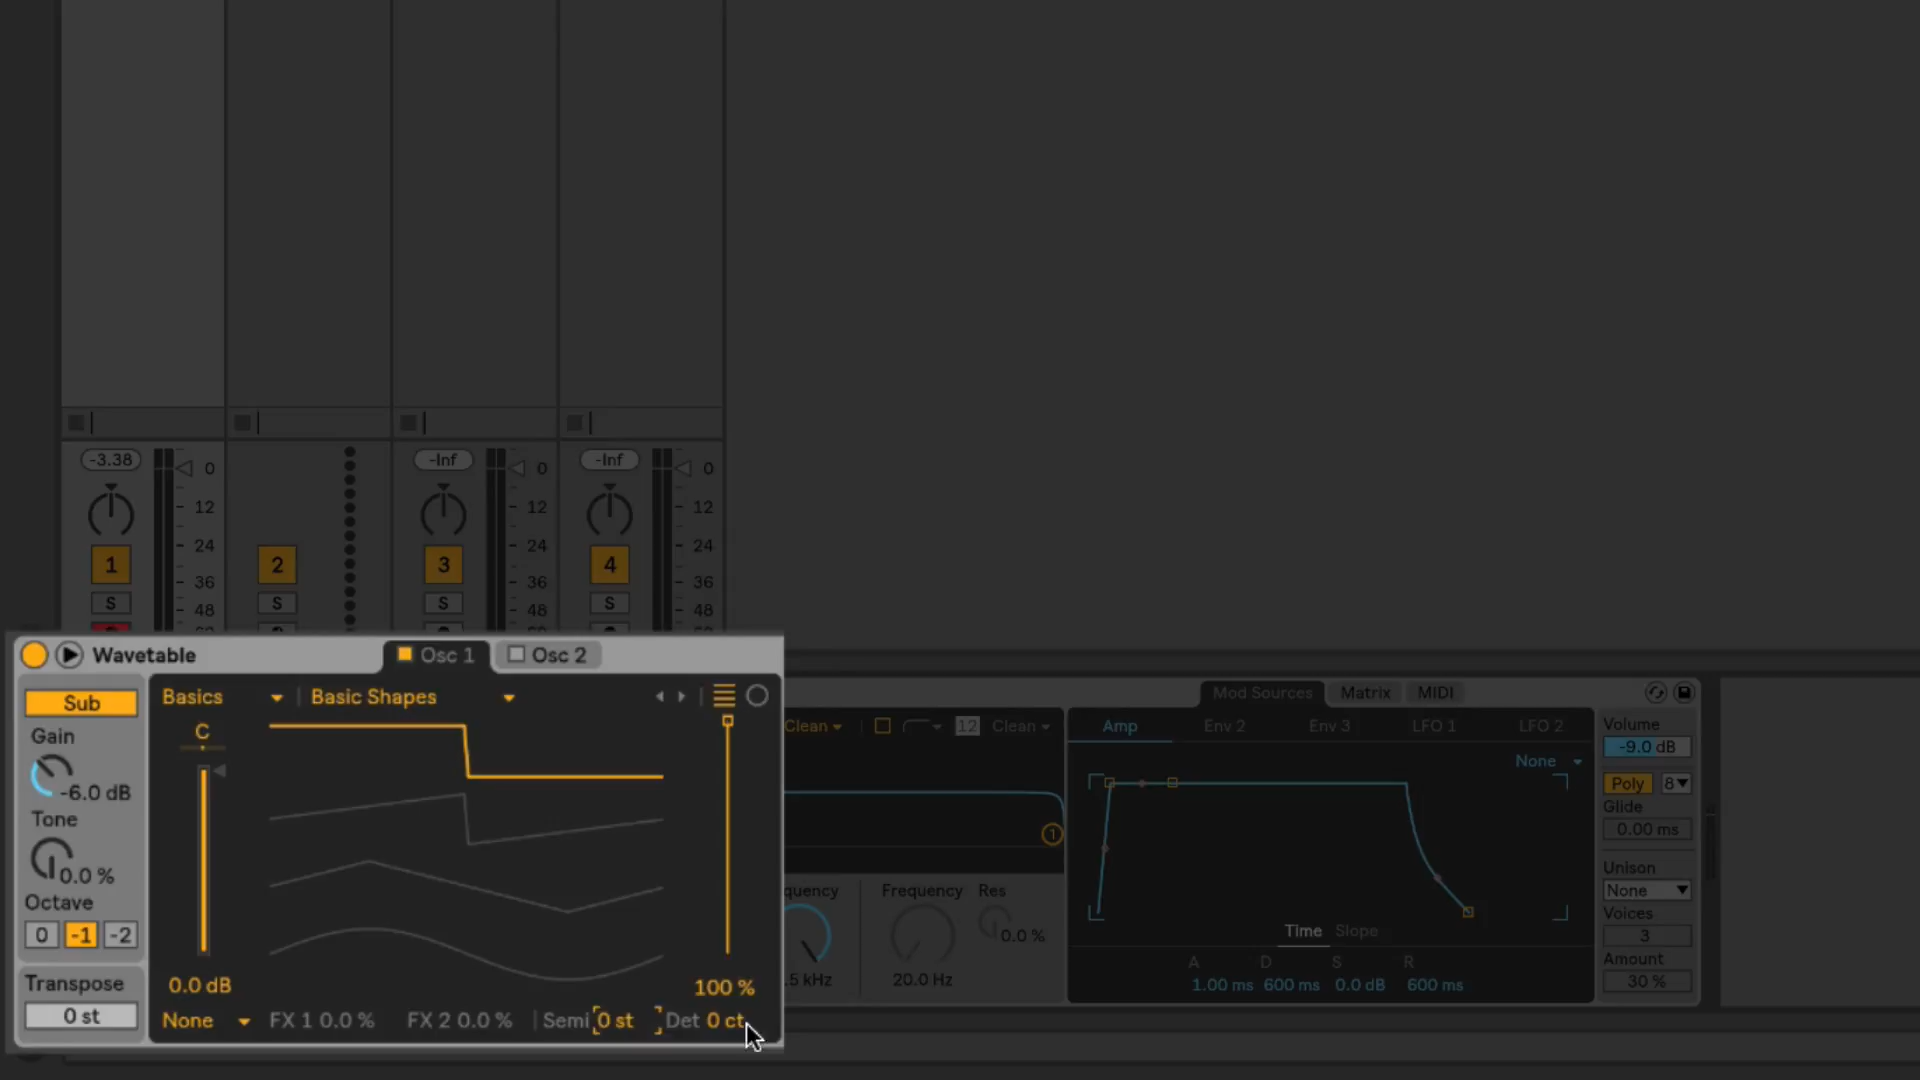 -3.38 0 -Inf 0 -Inf 0
12 12 12
24 24 24
1 2 3 4
36 36 36
S S S S
48 48 48
Wavetable Osc 1 Osc 2
Sub
Basics Basic Shapes
Gain
C
-6.0 dB
Tone
0.0 %
Octave
0 -1 -2
Transpose
0.0 dB
100 %
0 st
None FX 1 0.0 % FX 2 0.0 % Semi 0 st Det 0 ct
Clean 12 Clean
1
quency Frequency Res
0.0 %
.5 kHz 20.0 Hz
Mod Sources Matrix MIDI
Amp Env 2 Env 3 LFO 1 LFO 2
None
Time Slope
A D S R
1.00 ms 600 ms 0.0 dB 600 ms
Volume
-9.0 dB
Poly 8
Glide
0.00 ms
Unison
None
Voices
3
Amount
30 %